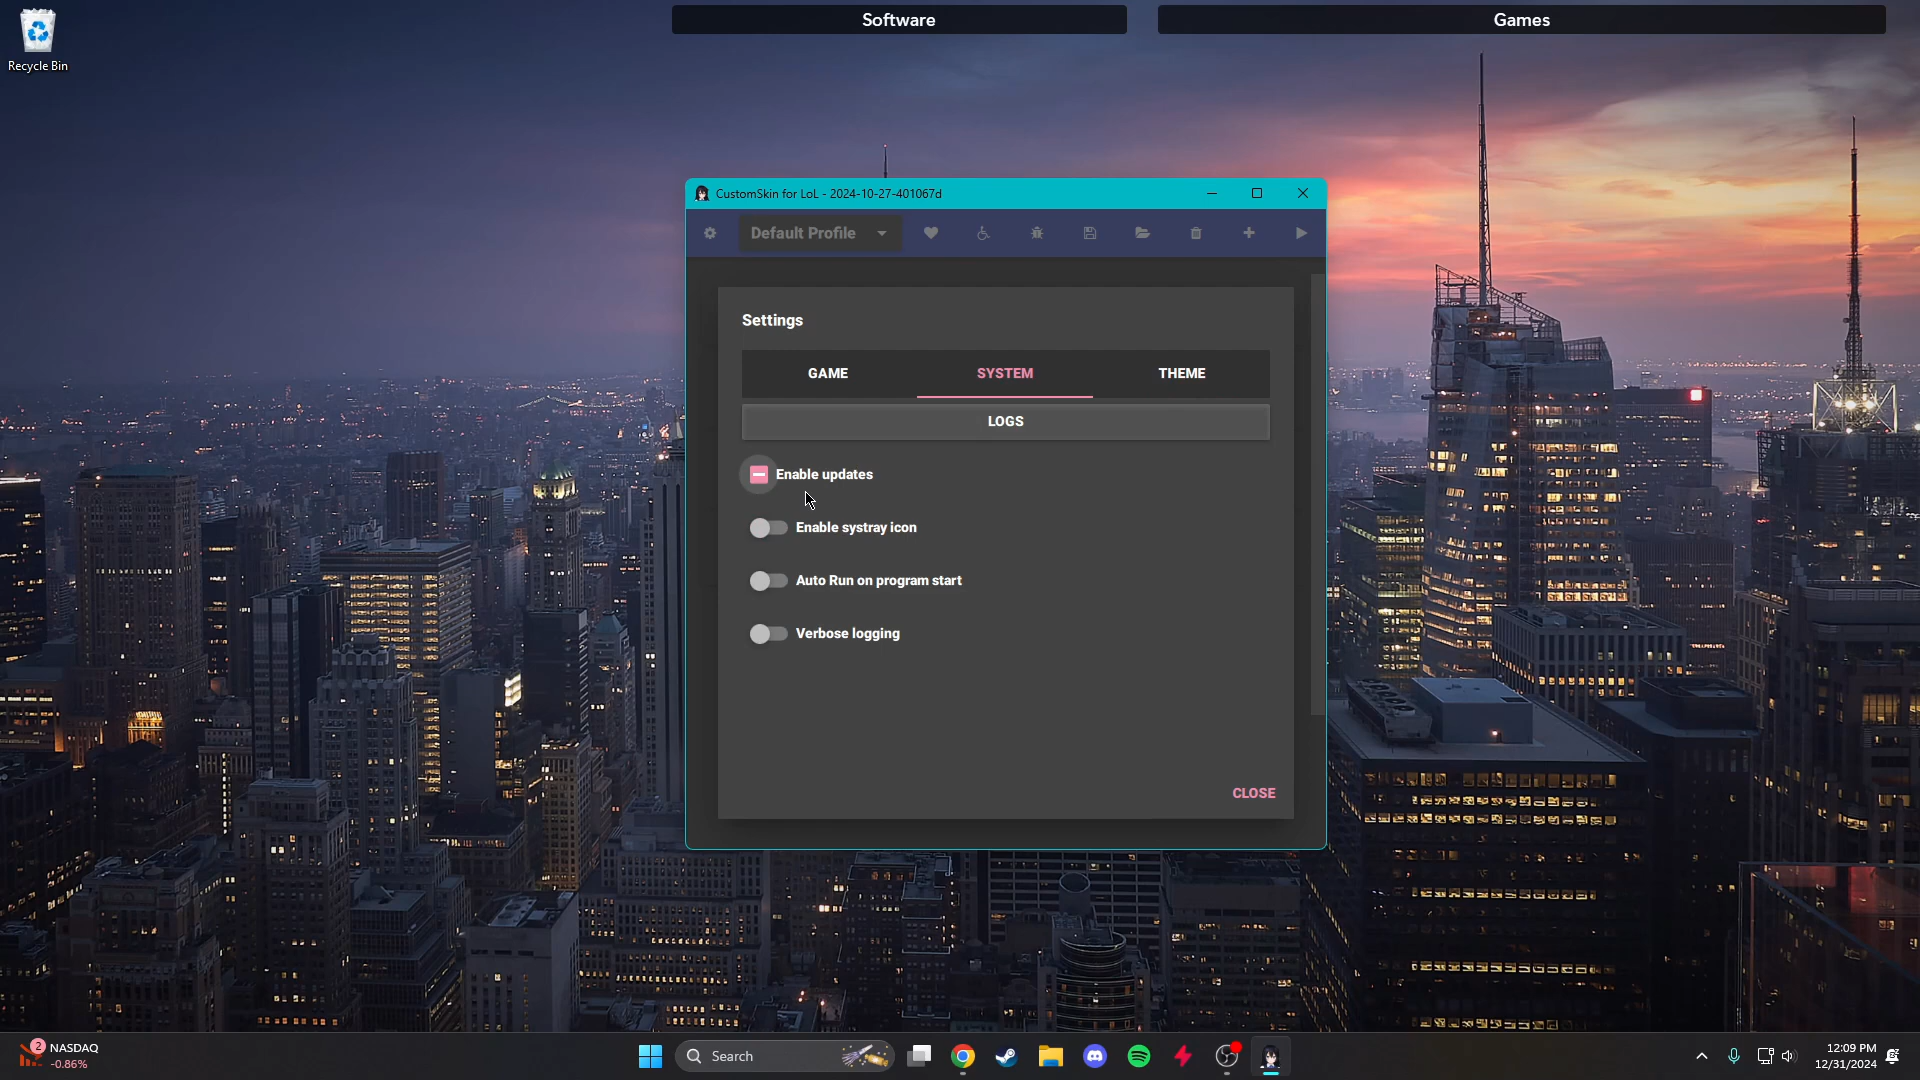 Software
Games
Recycle Bin
CustomSkin for LoL - 2024-10-27-401067d
Default Profile
Settings
GAME
SYSTEM
THEME
LOGS
Enable updates
Enable systray icon
Auto Run on program start
Verbose logging
CLOSE
2
NASDAQ
-0.86%
Search
12:09 PM
12/31/2024